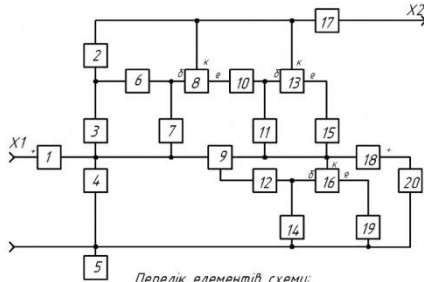 17 X2
к к
2 б 8 е 10 б 13 е
6
3 7 11 15
X1 + 1 9 к 18 +
4 12 б 16 е 20
14 19
5
Перелік елементів схеми: